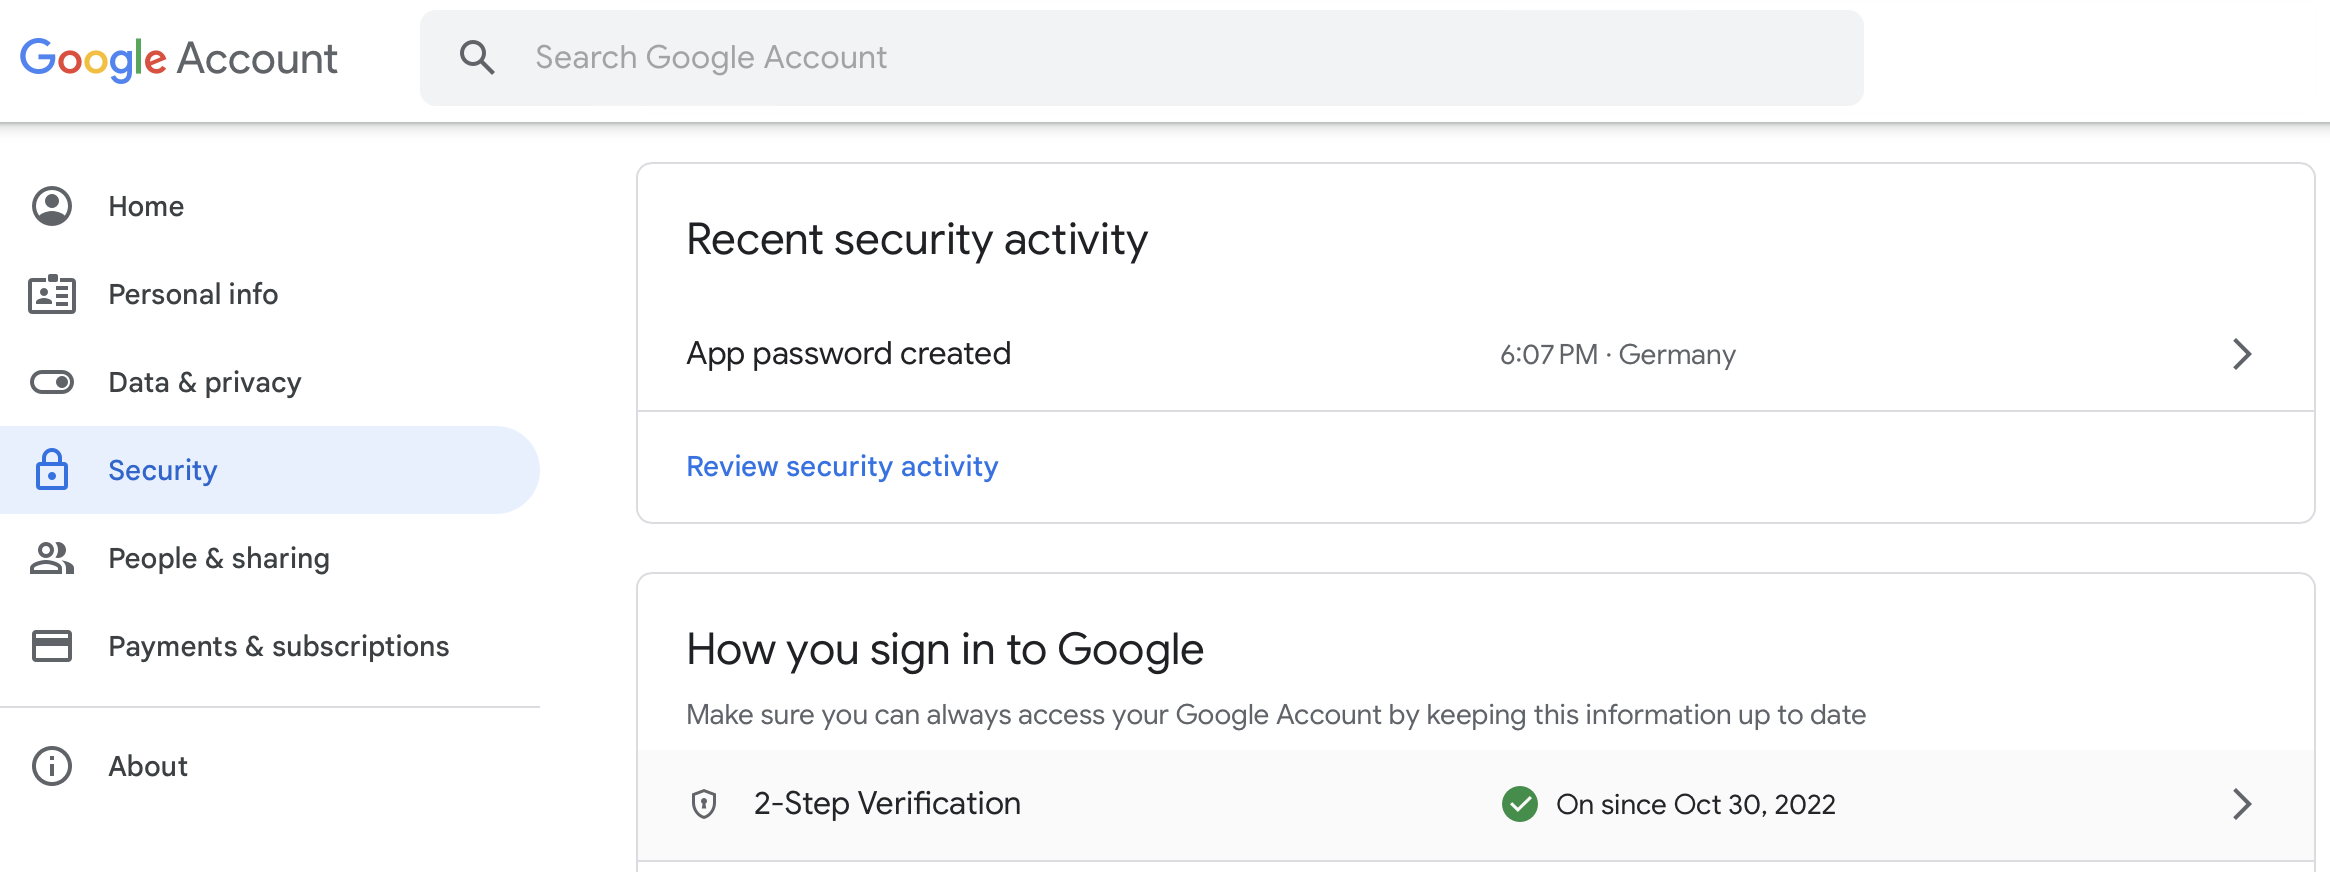 Google Account
Search Google Account
Home
Personal info
Data & privacy
Security
People & sharing
Payments & subscriptions
About
Recent security activity
App password created
6:07 PM · Germany
Review security activity
How you sign in to Google
Make sure you can always access your Google Account by keeping this information up to date
2-Step Verification
On since Oct 30, 2022